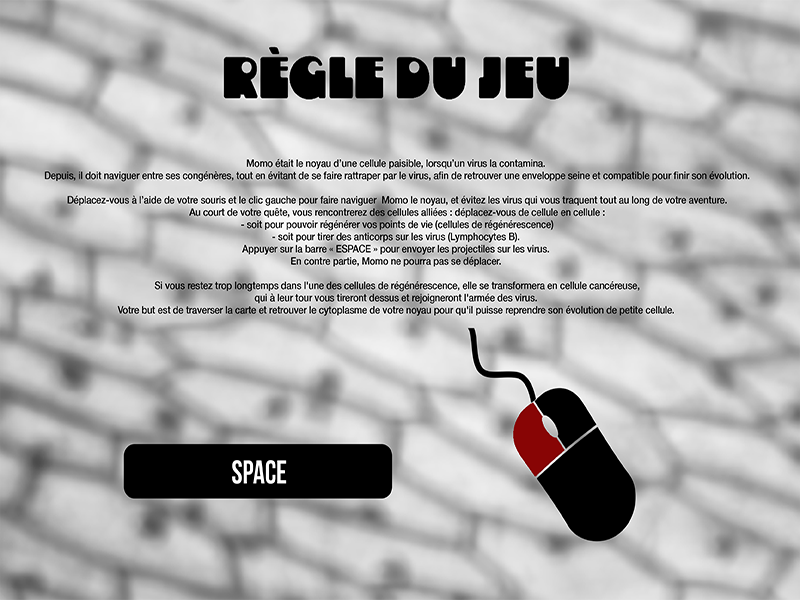 RÈGLE DU JEU
Momo était le noyau d'une cellule paisible, lorsqu'un virus la contamina.
Depuis, il doit naviguer entre ses congénères, tout en évitant de se faire rattraper par le virus, afin de retrouver une enveloppe seine et compatible pour finir son évolution.
Déplacez-vous à l'aide de votre souris et le clic gauche pour faire naviguer Momo le noyau, et évitez les virus qui vous traquent tout au long de votre aventure.
Au court de votre quête, vous rencontrerez des cellules alliées : déplacez-vous de cellule en cellule :
- soit pour pouvoir régénérer vos points de vie (cellules de régénérescence)
- soit pour tirer des anticorps sur les virus (Lymphocytes B).
Appuyer sur la barre « ESPACE » pour envoyer les projectiles sur les virus.
En contre partie, Momo ne pourra pas se déplacer.
Si vous restez trop longtemps dans l'une des cellules de régénérescence, elle se transformera en cellule cancéreuse,
qui à leur tour vous tireront dessus et rejoigneront l'armée des virus.
Votre but est de traverser la carte et retrouver le cytoplasme de votre noyau pour qu'il puisse reprendre son évolution de petite cellule.
SPACE